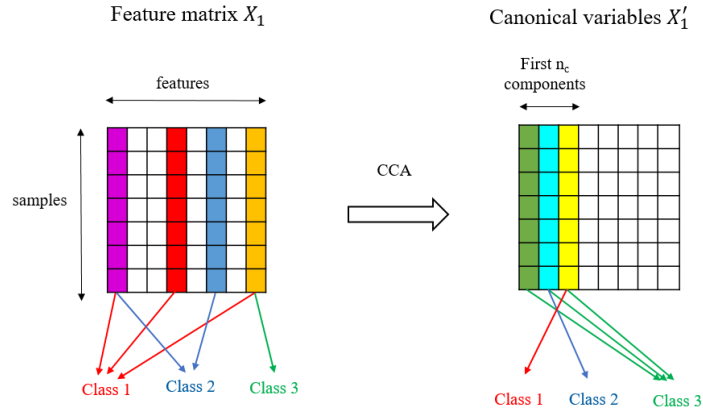 Feature matrix X₁
Canonical variables X₁′
features
First n_c
components
samples
CCA
Class 1
Class 2
Class 3
Class 1
Class 2
Class 3